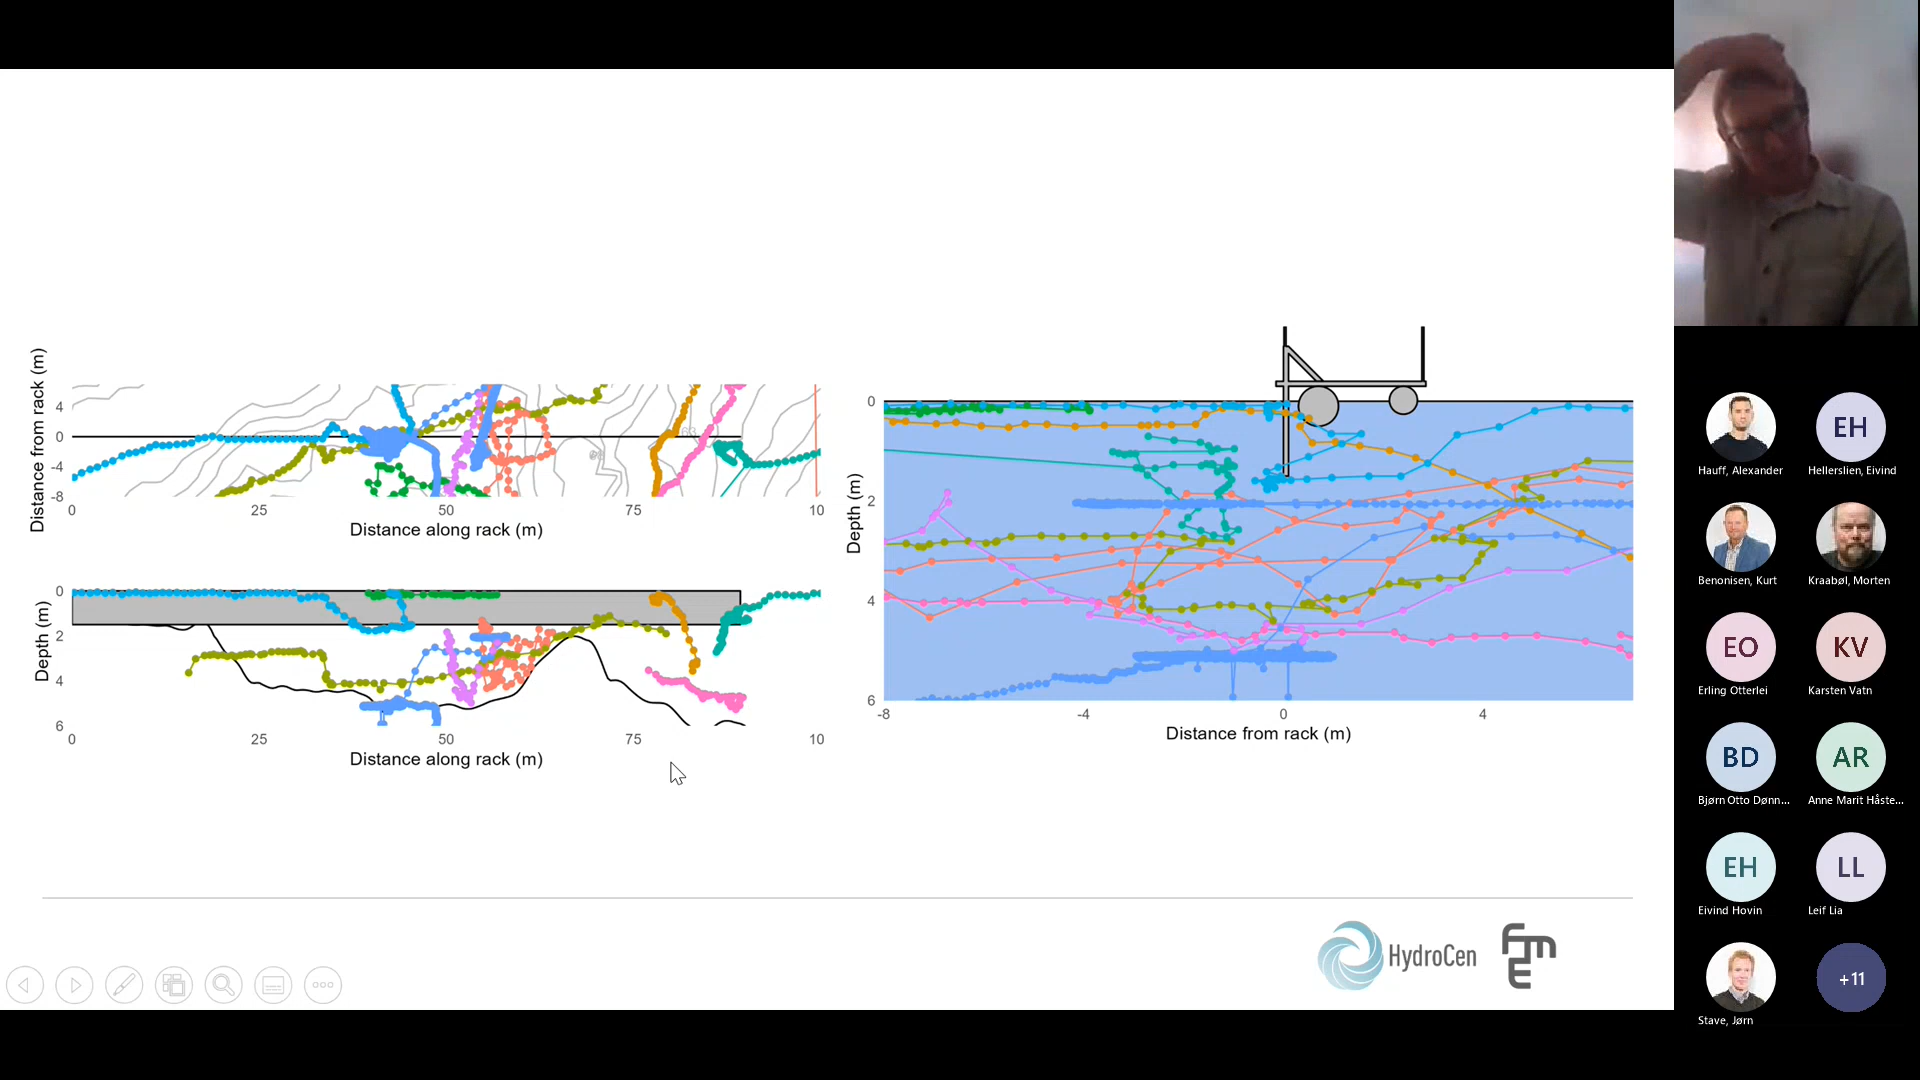 Distance from rack (m)
4
0
-4
-8
63
0
25
50
75
10
Distance along rack (m)
Depth (m)
0
2
4
6
0
25
50
75
10
Distance along rack (m)
Depth (m)
0
2
4
6
-8
-4
0
4
Distance from rack (m)
HydroCen
fme
Hauff, Alexander
EH
Hellerslien, Eivind
Benonisen, Kurt
Kraabøl, Morten
EO
Erling Otterlei
KV
Karsten Vatn
BD
Bjørn Otto Dønn...
AR
Anne Marit Håste...
EH
Eivind Hovin
LL
Leif Lia
Stave, Jørn
+11